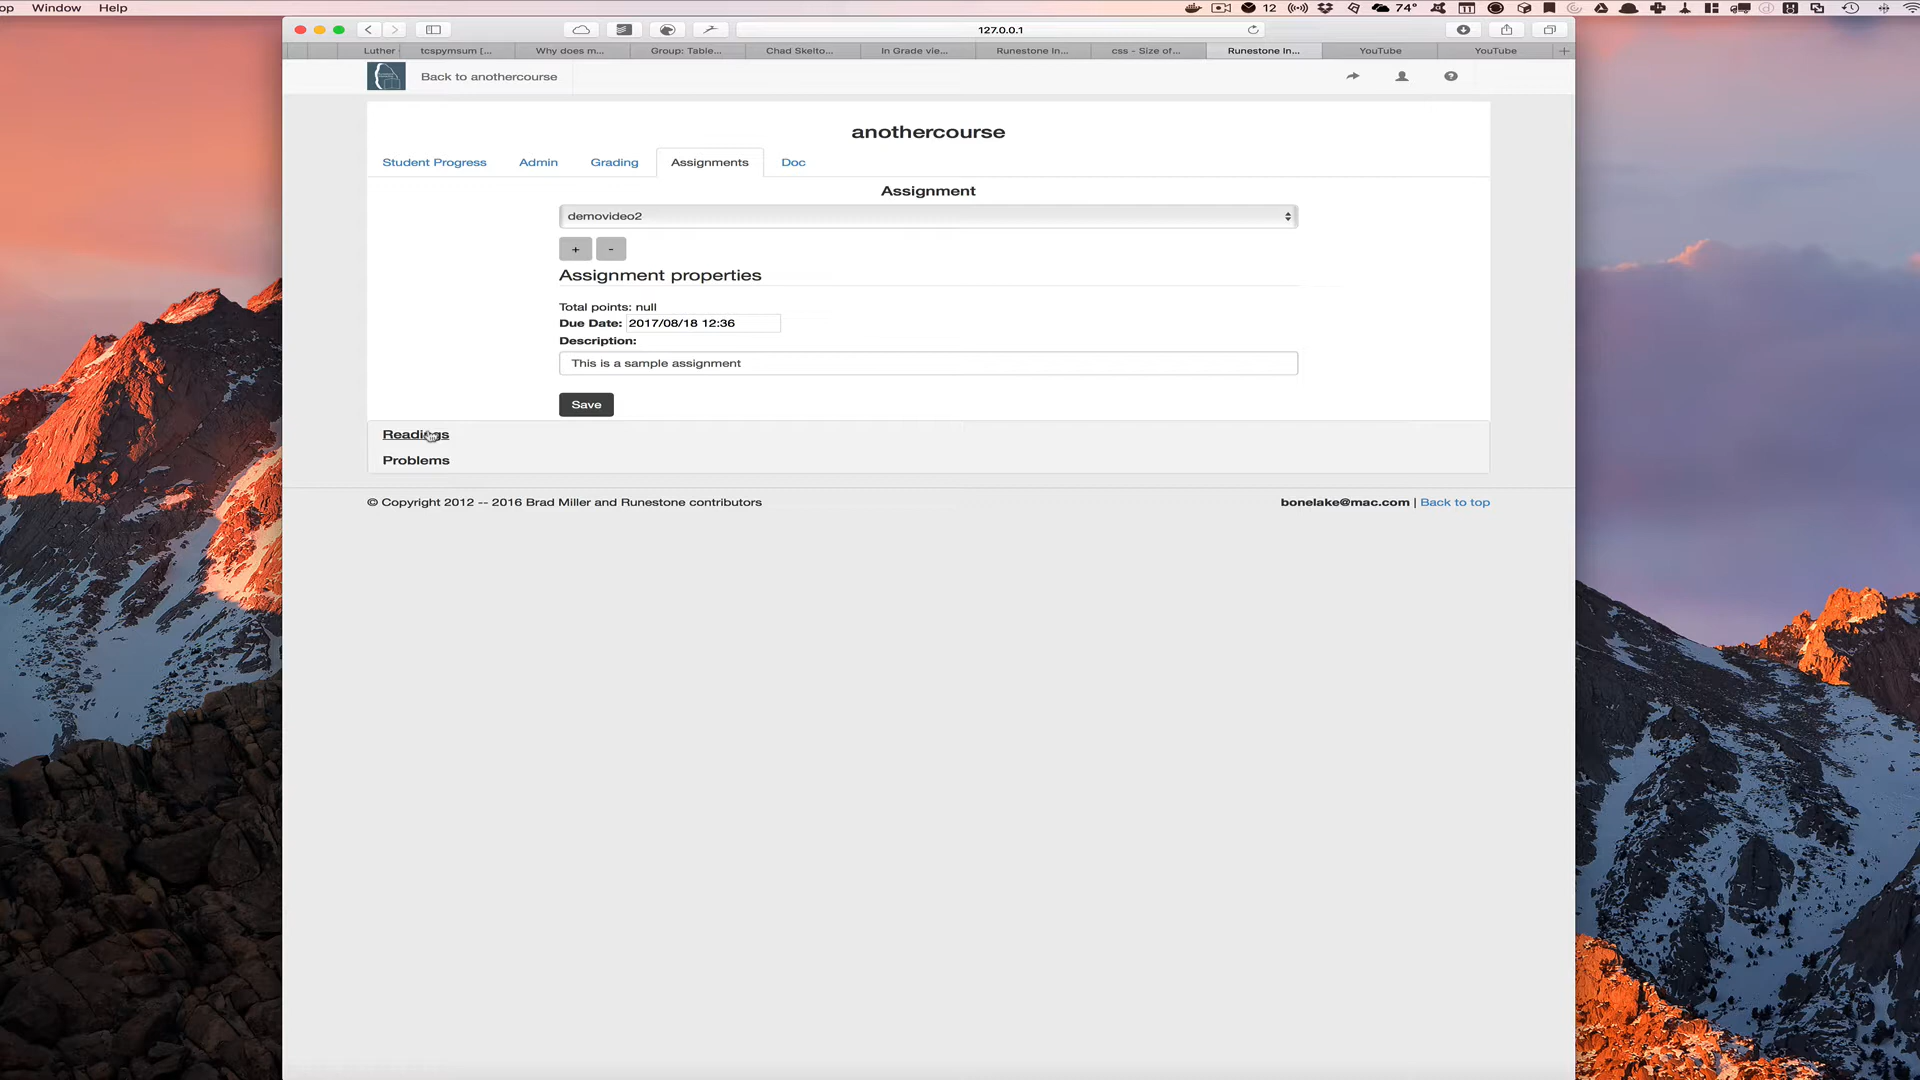 op Window Help 12 74° 11
127.0.0.1
Luther tcspymsum [... Why does m... Group: Table... Chad Skelto... In Grade vie... Runestone In... css - Size of... Runestone In... YouTube YouTube
Back to anothercourse
anothercourse
Student Progress Admin Grading Assignments Doc
Assignment
demovideo2
+ -
Assignment properties
Total points: null
Due Date: 2017/08/18 12:36
Description:
This is a sample assignment
Save
Readings
Problems
© Copyright 2012 -- 2016 Brad Miller and Runestone contributors bonelake@mac.com | Back to top